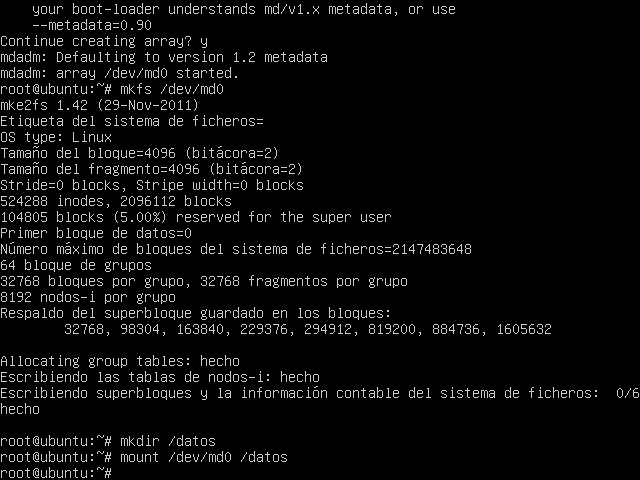 your boot-loader understands md/v1.x metadata, or use
--metadata=0.90
Continue creating array? y
mdadm: Defaulting to version 1.2 metadata
mdadm: array /dev/md0 started.
root@ubuntu:~# mkfs /dev/md0
mke2fs 1.42 (29-Nov-2011)
Etiqueta del sistema de ficheros=
OS type: Linux
Tamaño del bloque=4096 (bitácora=2)
Tamaño del fragmento=4096 (bitácora=2)
Stride=0 blocks, Stripe width=0 blocks
524288 inodes, 2096112 blocks
104805 blocks (5.00%) reserved for the super user
Primer bloque de datos=0
Número máximo de bloques del sistema de ficheros=2147483648
64 bloque de grupos
32768 bloques por grupo, 32768 fragmentos por grupo
8192 nodos-i por grupo
Respaldo del superbloque guardado en los bloques:
32768, 98304, 163840, 229376, 294912, 819200, 884736, 1605632
Allocating group tables: hecho
Escribiendo las tablas de nodos-i: hecho
Escribiendo superbloques y la información contable del sistema de ficheros:  0/6
hecho
root@ubuntu:~# mkdir /datos
root@ubuntu:~# mount /dev/md0 /datos
root@ubuntu:~#